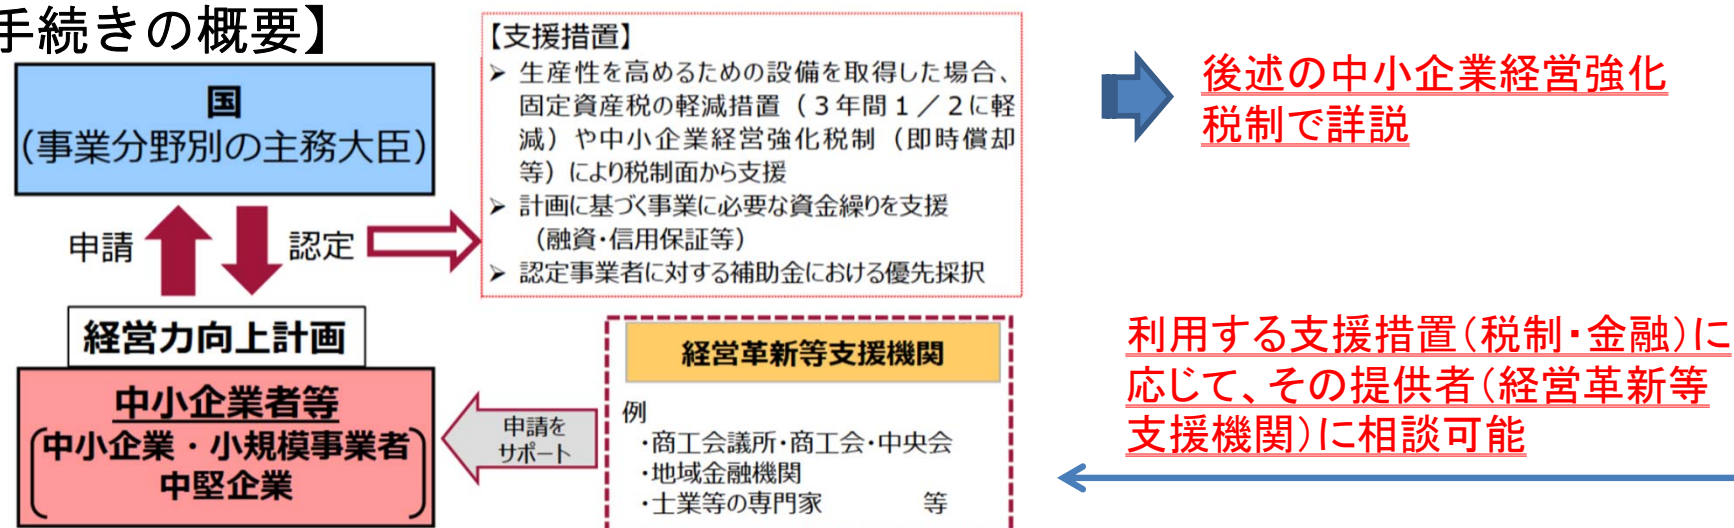 手続きの概要】
国
(事業分野別の主務大臣)
申請
認定
経営力向上計画
中小企業者等
中小企業・小規模事業者
中堅企業
【支援措置】
➢ 生産性を高めるための設備を取得した場合、
固定資産税の軽減措置（３年間１／２に軽
減）や中小企業経営強化税制（即時償却
等）により税制面から支援
➢ 計画に基づく事業に必要な資金繰りを支援
（融資・信用保証等）
➢ 認定事業者に対する補助金における優先採択
申請を
サポート
経営革新等支援機関
例
・商工会議所・商工会・中央会
・地域金融機関
・士業等の専門家 等
後述の中小企業経営強化
税制で詳説
利用する支援措置（税制・金融）に
応じて、その提供者（経営革新等
支援機関）に相談可能